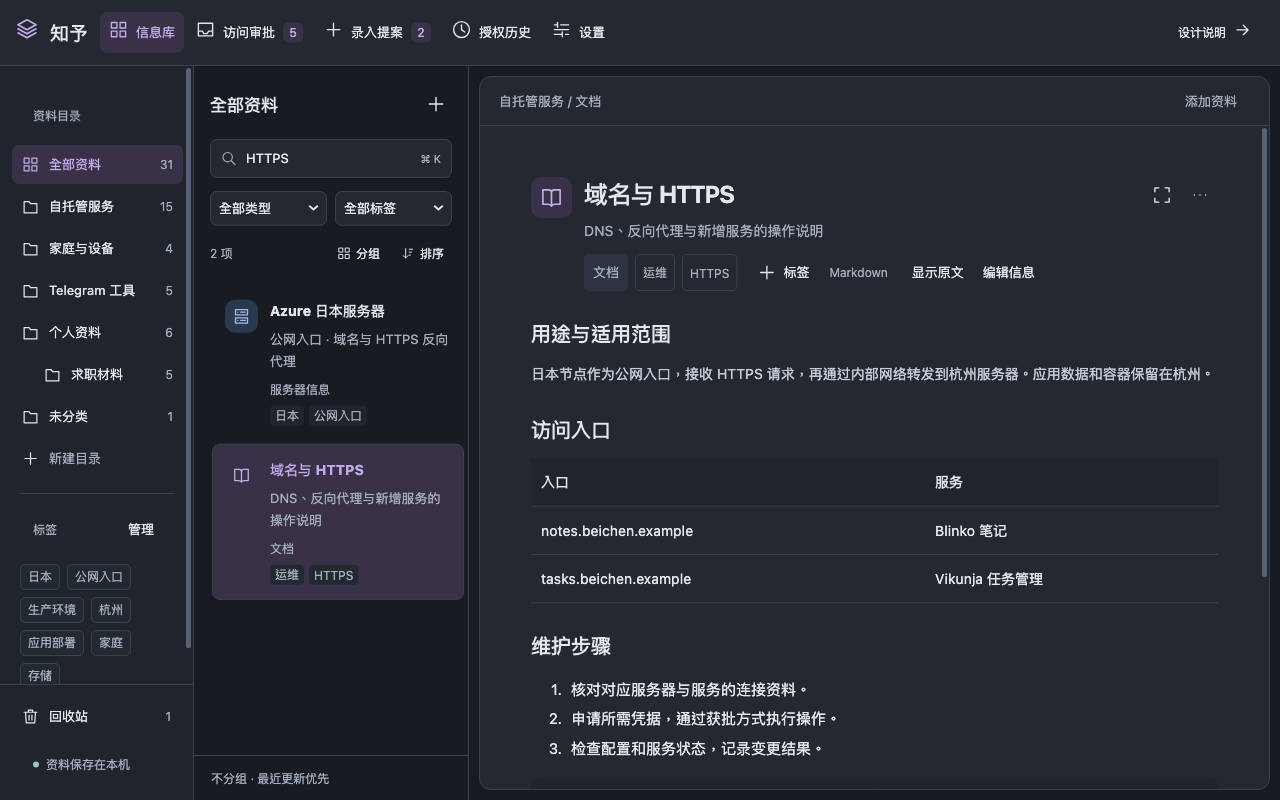 知予
信息库
访问审批 5
录入提案 2
授权历史
设置
设计说明
资料目录
全部资料 31
自托管服务 15
家庭与设备 4
Telegram 工具 5
个人资料 6
求职材料 5
未分类 1
新建目录
标签 管理
日本 公网入口
生产环境 杭州
应用部署 家庭
存储
回收站 1
资料保存在本机
全部资料
HTTPS ⌘ K
全部类型 全部标签
2 项 分组 排序
Azure 日本服务器
公网入口 · 域名与 HTTPS 反向
代理
服务器信息
日本 公网入口
域名与 HTTPS
DNS、反向代理与新增服务的
操作说明
文档
运维 HTTPS
不分组 · 最近更新优先
自托管服务 / 文档 添加资料
域名与 HTTPS ···
DNS、反向代理与新增服务的操作说明
文档 运维 HTTPS 标签 Markdown 显示原文 编辑信息
用途与适用范围
日本节点作为公网入口，接收 HTTPS 请求，再通过内部网络转发到杭州服务器。应用数据和容器保留在杭州。
访问入口
入口 服务
notes.beichen.example Blinko 笔记
tasks.beichen.example Vikunja 任务管理
维护步骤
1. 核对对应服务器与服务的连接资料。
2. 申请所需凭据，通过获批方式执行操作。
3. 检查配置和服务状态，记录变更结果。